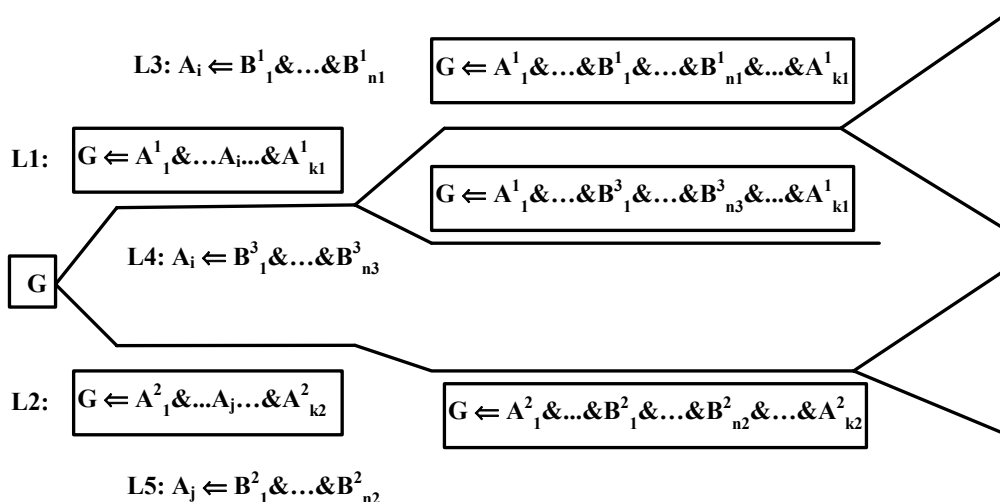 L3: Aᵢ ⇐ B¹₁&…&B¹ₙ₁
G ⇐ A¹₁&…&B¹₁&…&B¹ₙ₁&...&A¹ₖ₁
L1: G ⇐ A¹₁&…Aᵢ...&A¹ₖ₁
G ⇐ A¹₁&…&B³₁&…&B³ₙ₃&...&A¹ₖ₁
L4: Aᵢ ⇐ B³₁&…&B³ₙ₃
G
L2: G ⇐ A²₁&...Aⱼ…&A²ₖ₂
G ⇐ A²₁&...&B²₁&…&B²ₙ₂&…&A²ₖ₂
L5: Aⱼ ⇐ B²₁&…&B²ₙ₂